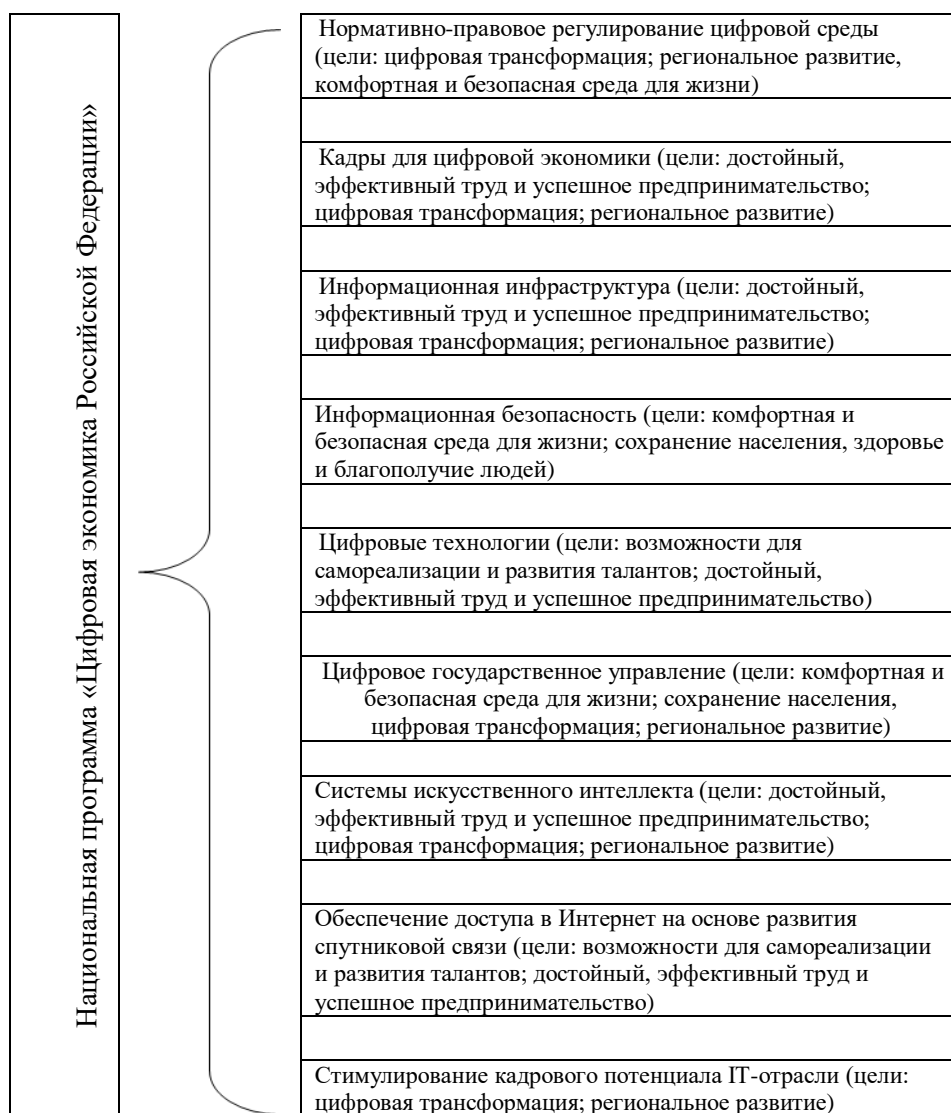 Национальная программа «Цифровая экономика Российской Федерации»
Нормативно-правовое регулирование цифровой среды
(цели: цифровая трансформация; региональное развитие,
комфортная и безопасная среда для жизни)
Кадры для цифровой экономики (цели: достойный,
эффективный труд и успешное предпринимательство;
цифровая трансформация; региональное развитие)
Информационная инфраструктура (цели: достойный,
эффективный труд и успешное предпринимательство;
цифровая трансформация; региональное развитие)
Информационная безопасность (цели: комфортная и
безопасная среда для жизни; сохранение населения, здоровье
и благополучие людей)
Цифровые технологии (цели: возможности для
самореализации и развития талантов; достойный,
эффективный труд и успешное предпринимательство)
Цифровое государственное управление (цели: комфортная и
безопасная среда для жизни; сохранение населения,
цифровая трансформация; региональное развитие)
Системы искусственного интеллекта (цели: достойный,
эффективный труд и успешное предпринимательство;
цифровая трансформация; региональное развитие)
Обеспечение доступа в Интернет на основе развития
спутниковой связи (цели: возможности для самореализации
и развития талантов; достойный, эффективный труд и
успешное предпринимательство)
Стимулирование кадрового потенциала IT-отрасли (цели:
цифровая трансформация; региональное развитие)